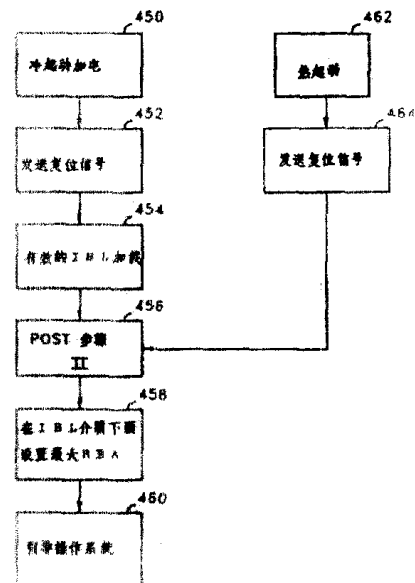 450
冷起动加电
452
发送复位信号
454
有效的IBL加载
456
POST 步骤
II
458
在IBL介质下面
设置最大RBA
460
引导操作系统
462
热起动
464
发送复位信号